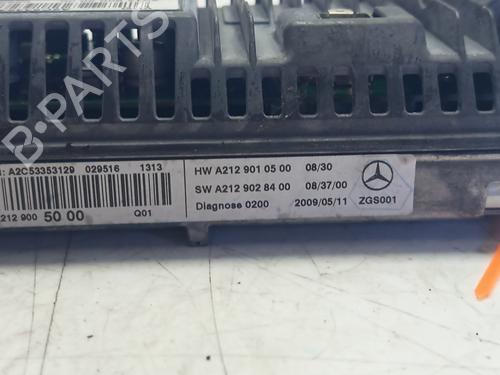 B-PARTS
: A2C53353129 029516 1313
212 900 50 00 Q01
HW A212 901 05 00 08/30
SW A212 902 84 00 08/37/00
Diagnose 0200 2009/05/11
ZGS001